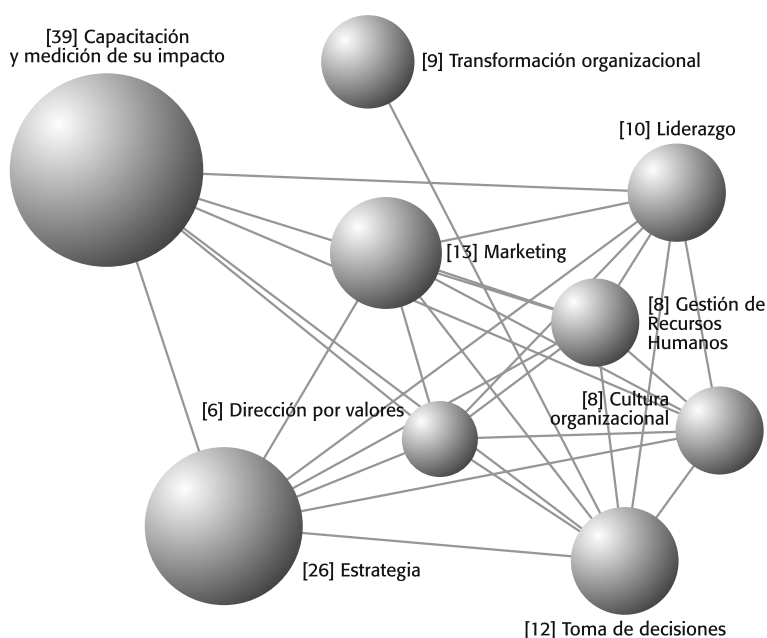 [39] Capacitación
y medición de su impacto
[9] Transformación organizacional
[10] Liderazgo
[13] Marketing
[8] Gestión de
Recursos
Humanos
[8] Cultura
organizacional
[6] Dirección por valores
[26] Estrategia
[12] Toma de decisiones